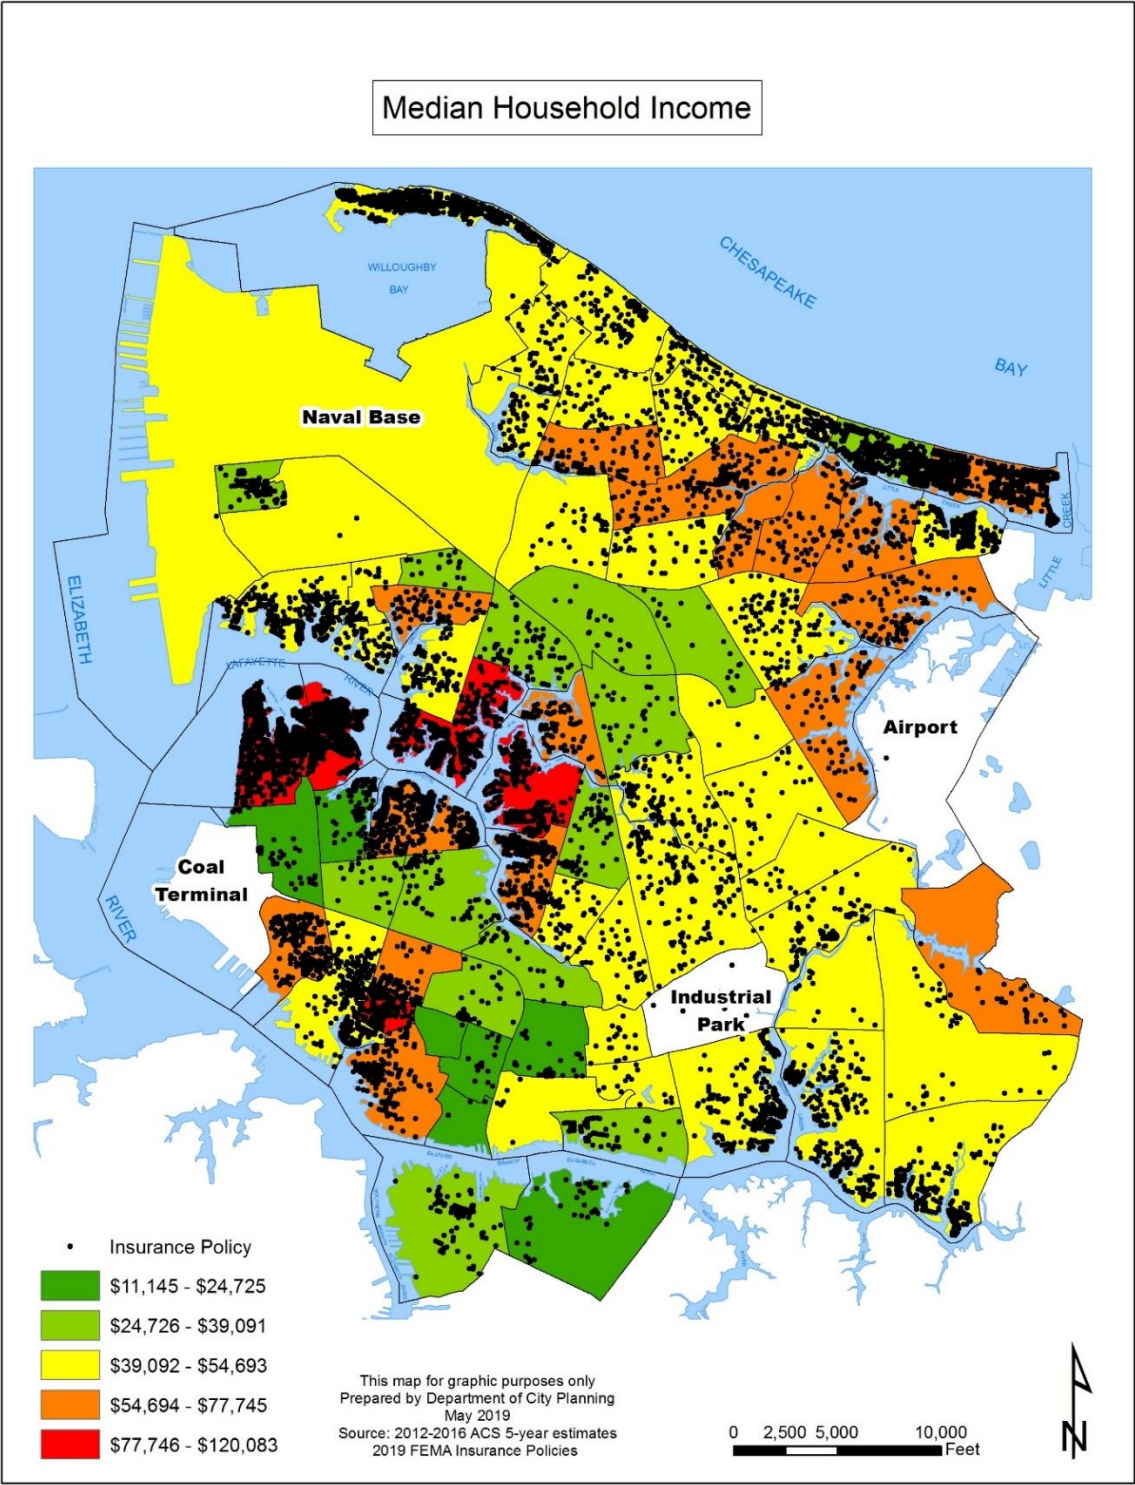 Median Household Income
CHESAPEAKE
WILLOUGHBY
BAY
BAY
Naval Base
CREEK
LITTLE
ELIZABETH
LAFAYETTE
RIVER
Airport
Coal
Terminal
RIVER
Industrial
Park
EASTERN
BRANCH
ELIZABETH
Insurance Policy
$11,145 - $24,725
$24,726 - $39,091
$39,092 - $54,693
$54,694 - $77,745
$77,746 - $120,083
This map for graphic purposes only
Prepared by Department of City Planning
May 2019
Source: 2012-2016 ACS 5-year estimates
2019 FEMA Insurance Policies
0 2,500 5,000 10,000
Feet
N